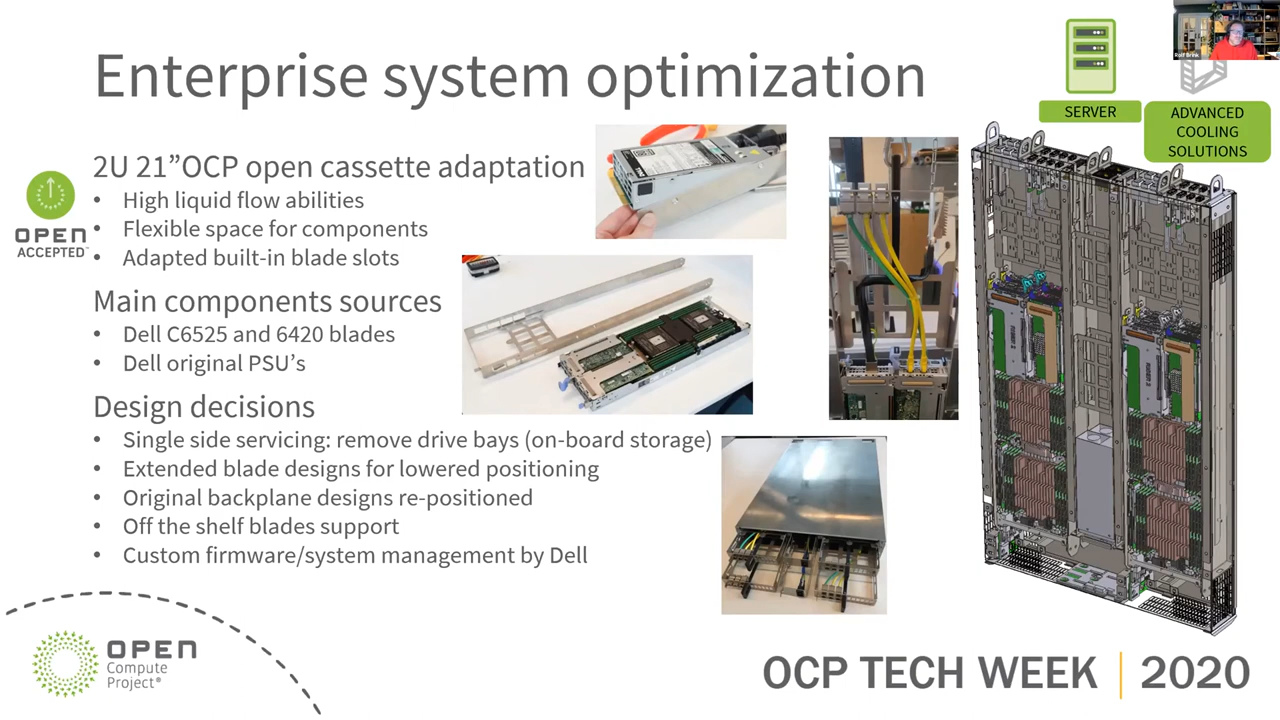 Enterprise system optimization
SERVER
ADVANCED
COOLING
SOLUTIONS
Rolf Brink
2U 21”OCP open cassette adaptation
• High liquid flow abilities
• Flexible space for components
• Adapted built-in blade slots
OPEN
ACCEPTED™
Main components sources
• Dell C6525 and 6420 blades
• Dell original PSU’s
Design decisions
• Single side servicing: remove drive bays (on-board storage)
• Extended blade designs for lowered positioning
• Original backplane designs re-positioned
• Off the shelf blades support
• Custom firmware/system management by Dell
OPEN
Compute
Project®
OCP TECH WEEK | 2020